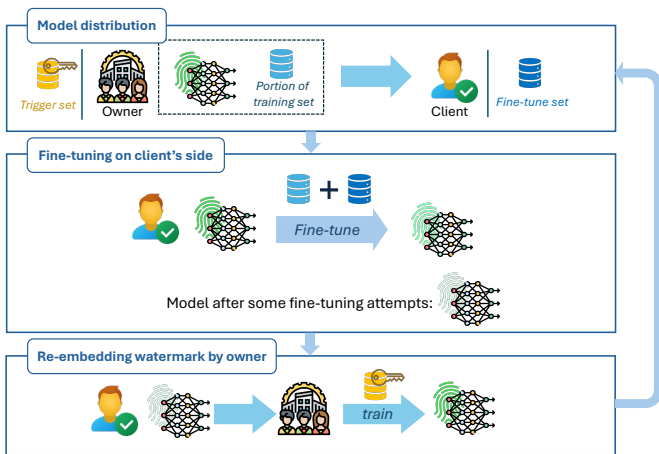 Model distribution
Trigger set
Owner
Portion of
training set
Client
Fine-tune set
Fine-tuning on client's side
+
Fine-tune
Model after some fine-tuning attempts:
Re-embedding watermark by owner
train